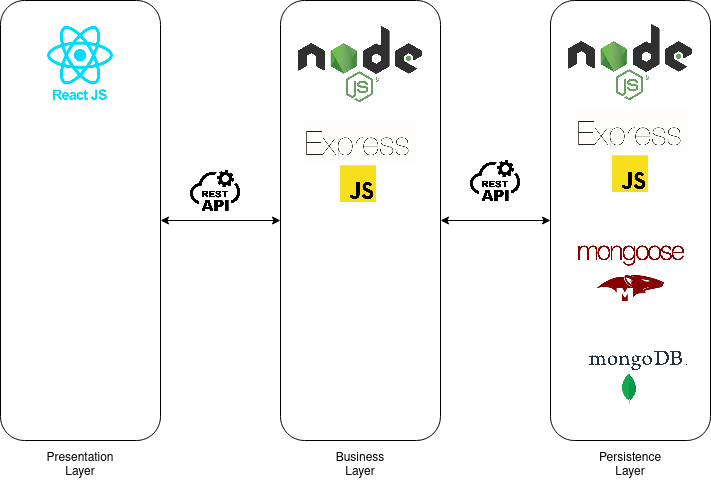 React JS
node
JS
Express
JS
node
JS
Express
JS
mongoose
M
mongoDB.
REST
API
REST
API
Presentation
Layer
Business
Layer
Persistence
Layer